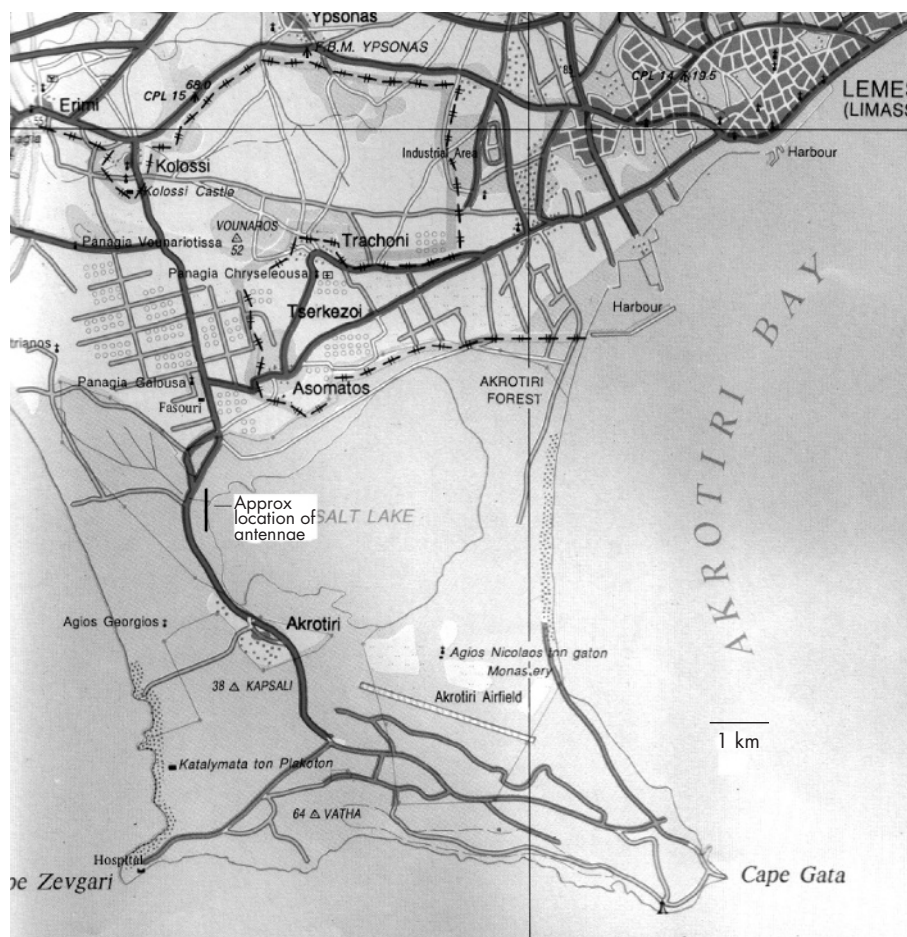 Ypsonas
F.B.M. YPSONAS
68.0
CPL 15
CPL 14 19.5
85
LEMES
(LIMASS
Erimi
Harbour
Industrial Area
Kolossi
Kolossi Castle
VOUNAROS
52
Trachoni
Panagia Vounariotissa
Panagia Chryseleousa
Tserkezoi
Harbour
trianos
Panagia Galousa
Asomatos
AKROTIRI
FOREST
Fasouri
AKROTIRI BAY
Approx
location of
antennae
SALT LAKE
Agios Georgios
Akrotiri
Agios Nicolaos ton gaton
Monastery
38 KAPSALI
Akrotiri Airfield
1 km
Katalymata ton Plakoton
64 VATHA
Hospital
pe Zevgari
Cape Gata